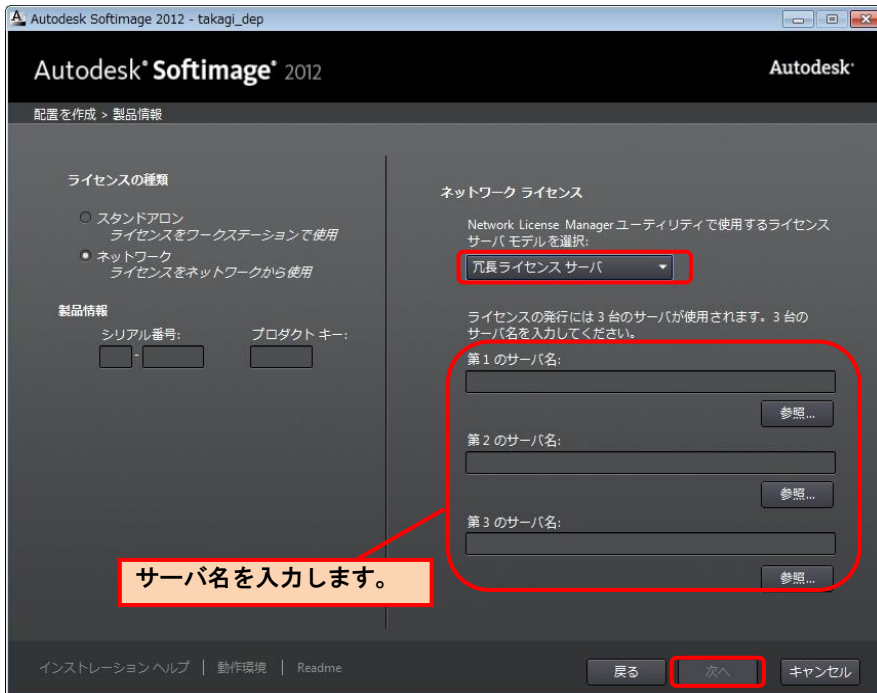 Autodesk Softimage 2012 - takagi_dep
Autodesk® Softimage® 2012
Autodesk®
配置を作成 > 製品情報
ライセンスの種類
スタンドアロン
ライセンスをワークステーションで使用
ネットワーク
ライセンスをネットワークから使用
製品情報
シリアル番号: プロダクト キー:
-
ネットワーク ライセンス
Network License Manager ユーティリティで使用するライセンス
サーバ モデルを選択:
冗長ライセンス サーバ
ライセンスの発行には 3 台のサーバが使用されます。3 台の
サーバ名を入力してください。
第 1 のサーバ名:
参照...
第 2 のサーバ名:
参照...
第 3 のサーバ名:
参照...
サーバ名を入力します。
インストレーション ヘルプ | 動作環境 | Readme
戻る 次へ キャンセル